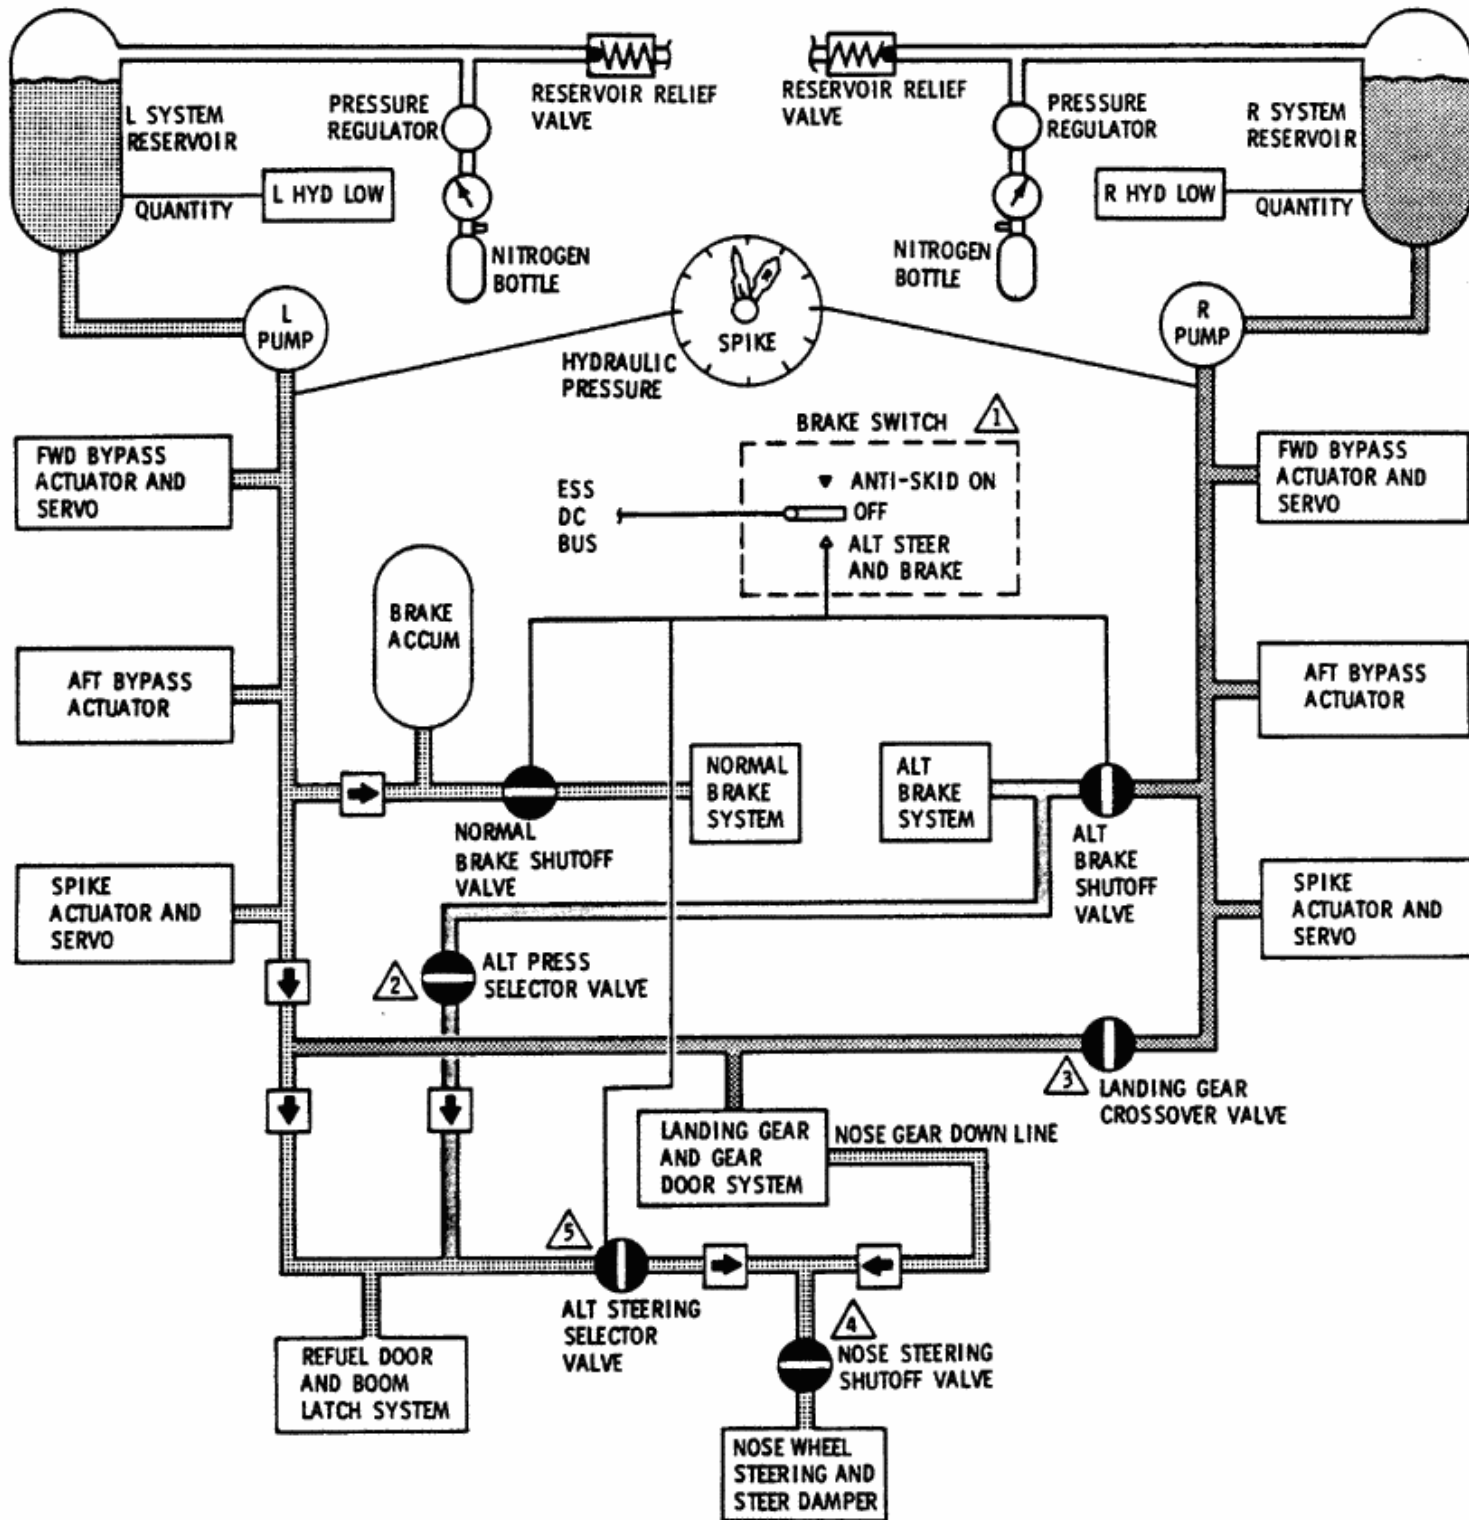 L SYSTEM
RESERVOIR
PRESSURE
REGULATOR
RESERVOIR RELIEF
VALVE
RESERVOIR RELIEF
VALVE
PRESSURE
REGULATOR
R SYSTEM
RESERVOIR
L HYD LOW
QUANTITY
R HYD LOW
QUANTITY
NITROGEN
BOTTLE
NITROGEN
BOTTLE
L
PUMP
SPIKE
R
PUMP
HYDRAULIC
PRESSURE
BRAKE SWITCH
1
FWD BYPASS
ACTUATOR AND
SERVO
ESS
DC
BUS
ANTI-SKID ON
OFF
ALT STEER
AND BRAKE
FWD BYPASS
ACTUATOR AND
SERVO
BRAKE
ACCUM
AFT BYPASS
ACTUATOR
AFT BYPASS
ACTUATOR
NORMAL
BRAKE
SYSTEM
ALT
BRAKE
SYSTEM
NORMAL
BRAKE SHUTOFF
VALVE
ALT
BRAKE
SHUTOFF
VALVE
SPIKE
ACTUATOR AND
SERVO
SPIKE
ACTUATOR AND
SERVO
2
ALT PRESS
SELECTOR VALVE
3
LANDING GEAR
CROSSOVER VALVE
LANDING GEAR
AND GEAR
DOOR SYSTEM
NOSE GEAR DOWN LINE
5
ALT STEERING
SELECTOR
VALVE
4
NOSE STEERING
SHUTOFF VALVE
REFUEL DOOR
AND BOOM
LATCH SYSTEM
NOSE WHEEL
STEERING AND
STEER DAMPER